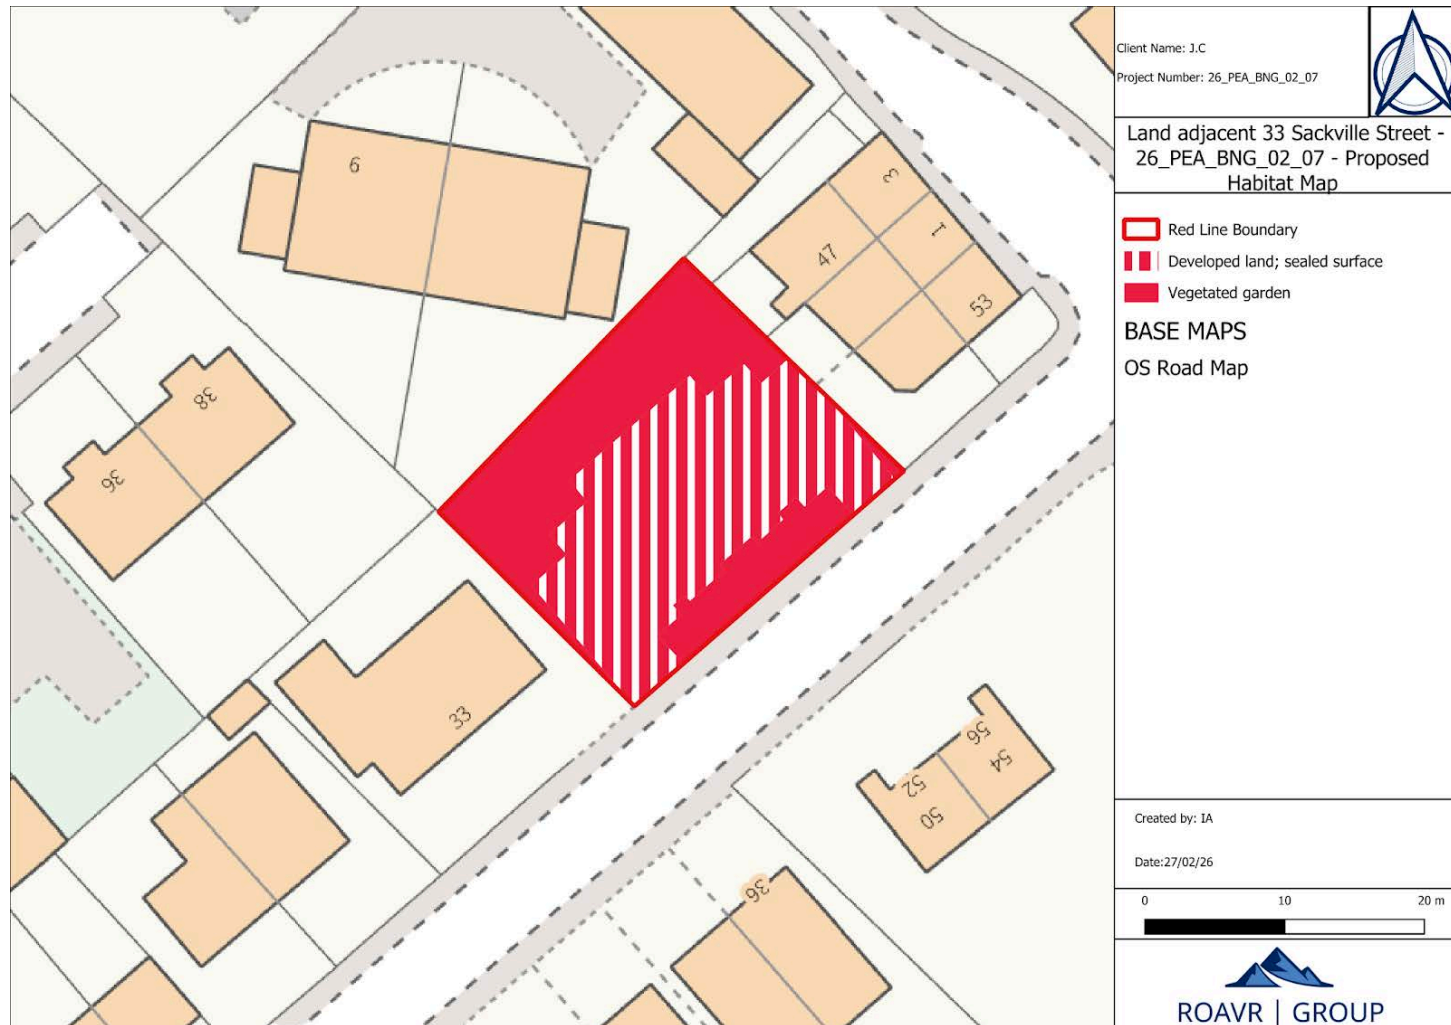 Client Name: J.C
Project Number: 26_PEA_BNG_02_07
Land adjacent 33 Sackville Street -
26_PEA_BNG_02_07 - Proposed
Habitat Map
Red Line Boundary
Developed land; sealed surface
Vegetated garden
BASE MAPS
OS Road Map
Created by: IA
Date:27/02/26
0 10 20 m
ROAVR | GROUP
6
3
1
47
53
38
36
33
56
54
52
50
36